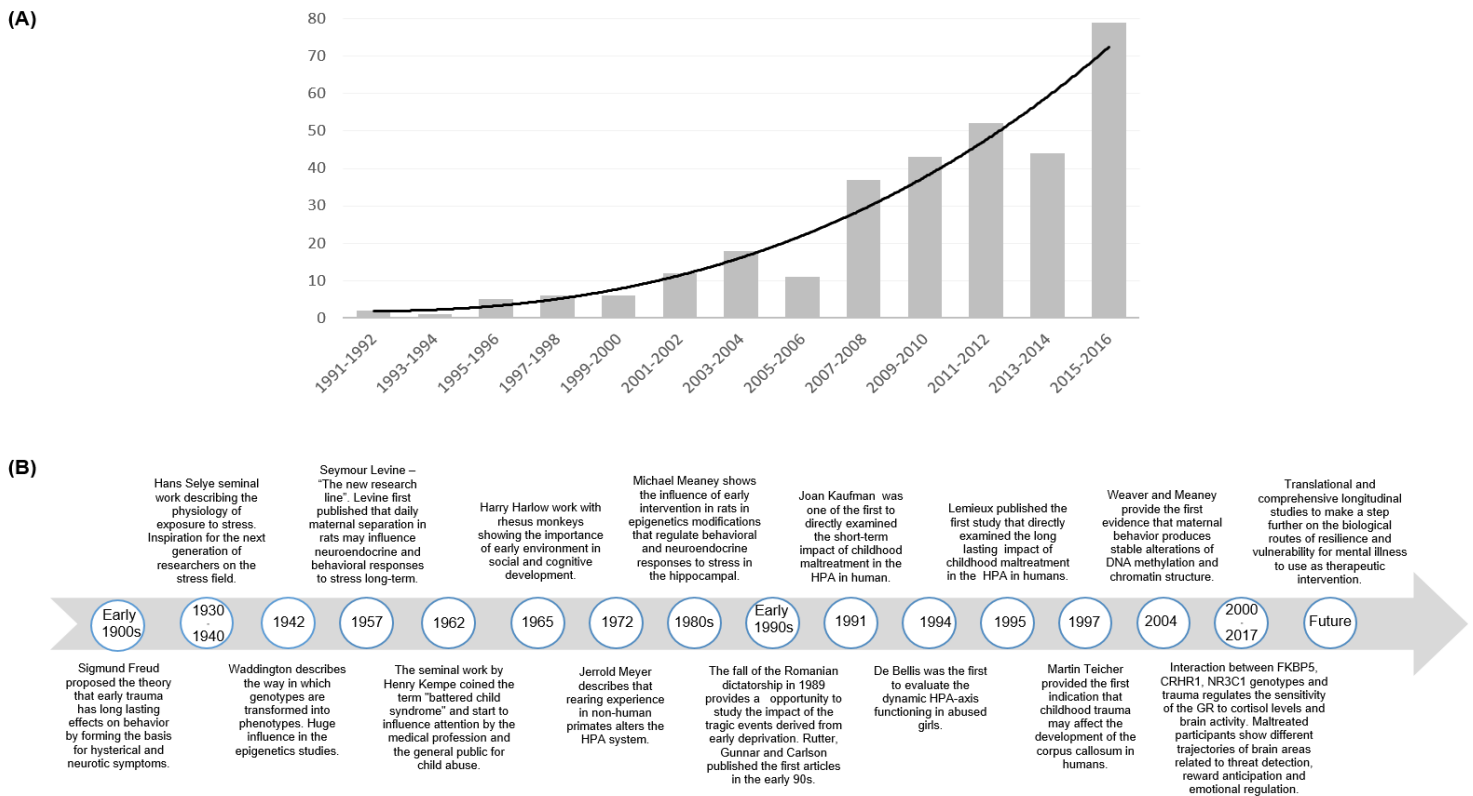 (A)
80
70
60
50
40
30
20
10
0
1991-1992
1993-1994
1995-1996
1997-1998
1999-2000
2001-2002
2003-2004
2005-2006
2007-2008
2009-2010
2011-2012
2013-2014
2015-2016
(B)
Hans Selye seminal
work describing the
physiology of
exposure to stress.
Inspiration for the next
generation of
researchers on the
stress field.
Seymour Levine –
“The new research
line”. Levine first
published that daily
maternal separation in
rats may influence
neuroendocrine and
behavioral responses
to stress long-term.
Harry Harlow work with
rhesus monkeys
showing the importance
of early environment in
social and cognitive
development.
Michael Meaney shows
the influence of early
intervention in rats in
epigenetics modifications
that regulate behavioral
and neuroendocrine
responses to stress in
the hippocampal.
Joan Kaufman was
one of the first to
directly examined
the short-term
impact of childhood
maltreatment in the
HPA in human.
Lemieux published the
first study that directly
examined the long
lasting impact of
childhood maltreatment
in the HPA in humans.
Weaver and Meaney
provide the first
evidence that maternal
behavior produces
stable alterations of
DNA methylation and
chromatin structure.
Translational and
comprehensive longitudinal
studies to make a step
further on the biological
routes of resilience and
vulnerability for mental illness
to use as therapeutic
intervention.
Early
1900s
1930
-
1940
1942
1957
1962
1965
1972
1980s
Early
1990s
1991
1994
1995
1997
2004
2000
-
2017
Future
Sigmund Freud
proposed the theory
that early trauma
has long lasting
effects on behavior
by forming the basis
for hysterical and
neurotic symptoms.
Waddington describes
the way in which
genotypes are
transformed into
phenotypes. Huge
influence in the
epigenetics studies.
The seminal work by
Henry Kempe coined the
term "battered child
syndrome" and start to
influence attention by the
medical profession and
the general public for
child abuse.
Jerrold Meyer
describes that
rearing experience
in non-human
primates alters the
HPA system.
The fall of the Romanian
dictatorship in 1989
provides a opportunity to
study the impact of the
tragic events derived from
early deprivation. Rutter,
Gunnar and Carlson
published the first articles
in the early 90s.
De Bellis was the first
to evaluate the
dynamic HPA-axis
functioning in abused
girls.
Martin Teicher
provided the first
indication that
childhood trauma
may affect the
development of the
corpus callosum in
humans.
Interaction between FKBP5,
CRHR1, NR3C1 genotypes and
trauma regulates the sensitivity
of the GR to cortisol levels and
brain activity. Maltreated
participants show different
trajectories of brain areas
related to threat detection,
reward anticipation and
emotional regulation.